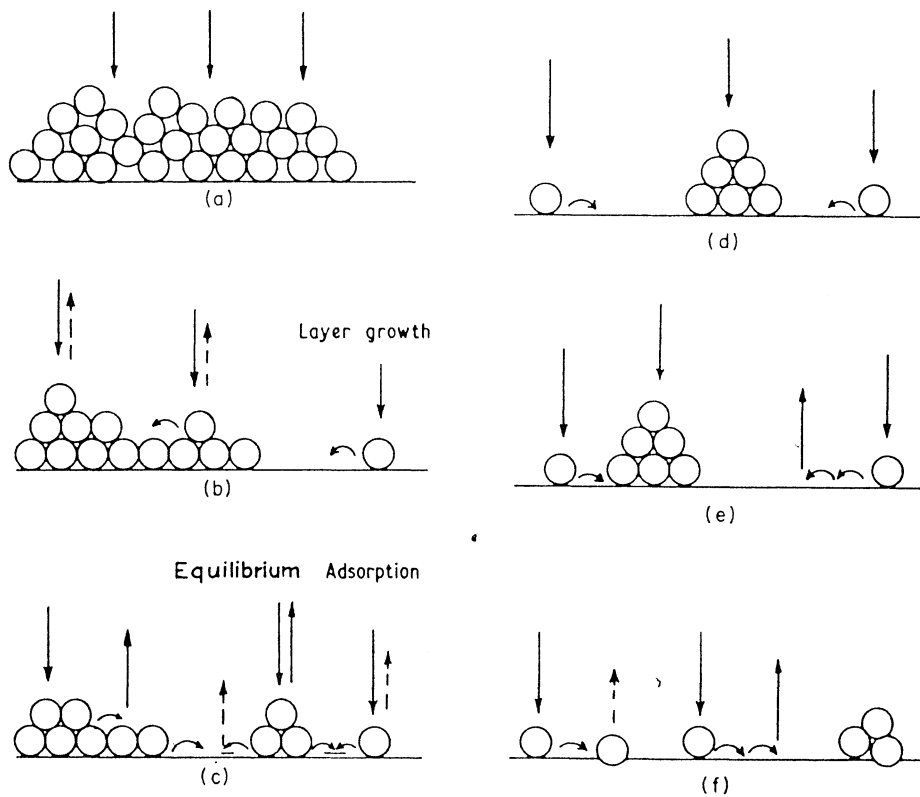 (a)
(d)
Layer growth
(b)
(e)
Equilibrium Adsorption
(c)
(f)